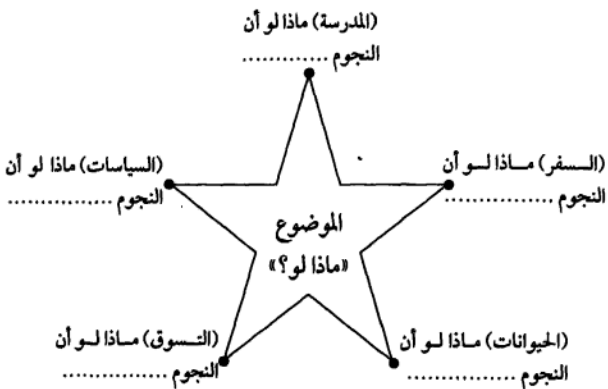 (المدرسة) ماذا لو أن
النجوم ..............
(السفر) ماذا لو أن
النجوم ..................
(السياسات) ماذا لو أن
النجوم .................
الموضوع
«ماذا لو؟»
(الحيوانات) ماذا لو أن
النجوم ..................
(التسوق) ماذا لو أن
النجوم .................